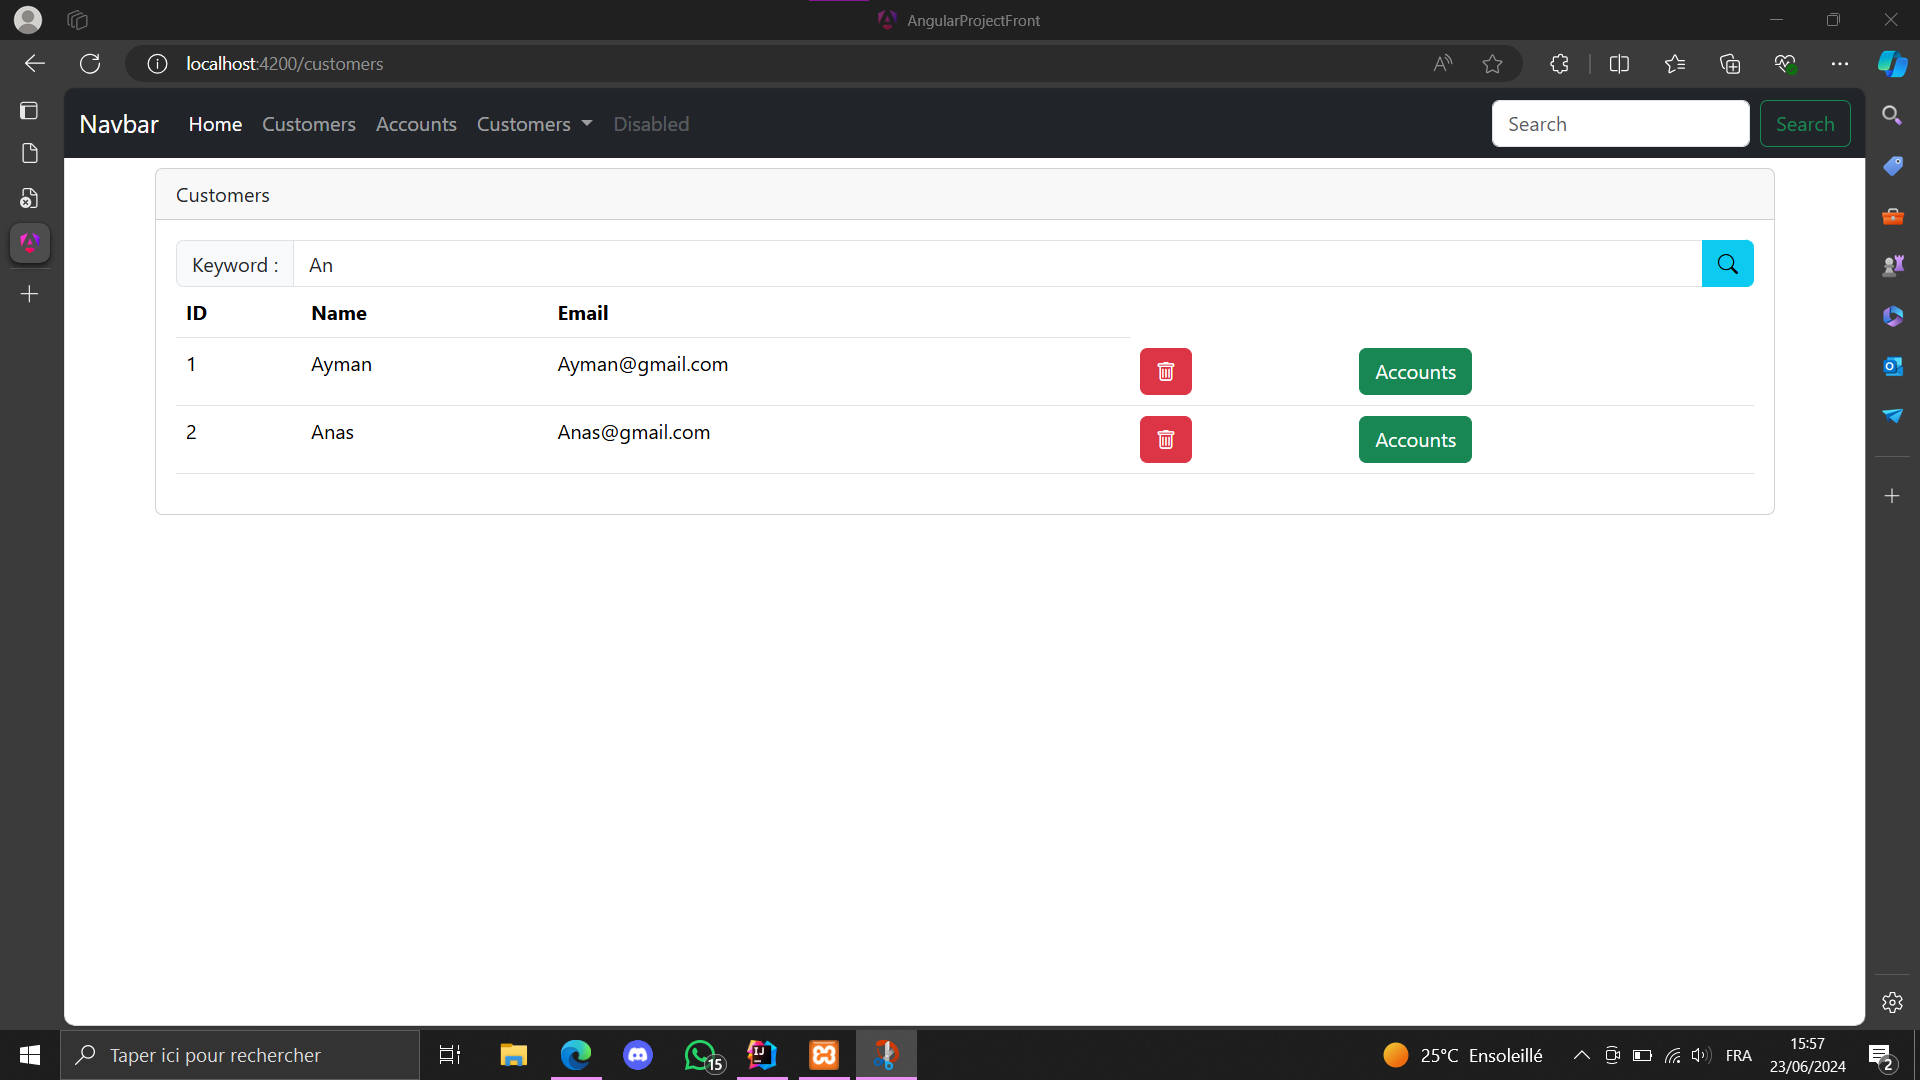 AngularProjectFront
localhost:4200/customers
Navbar Home Customers Accounts Customers Disabled Search Search
Customers
Keyword : An
ID Name Email
1 Ayman Ayman@gmail.com Accounts
2 Anas Anas@gmail.com Accounts
Taper ici pour rechercher 15 25°C Ensoleillé FRA 15:57
23/06/2024 2